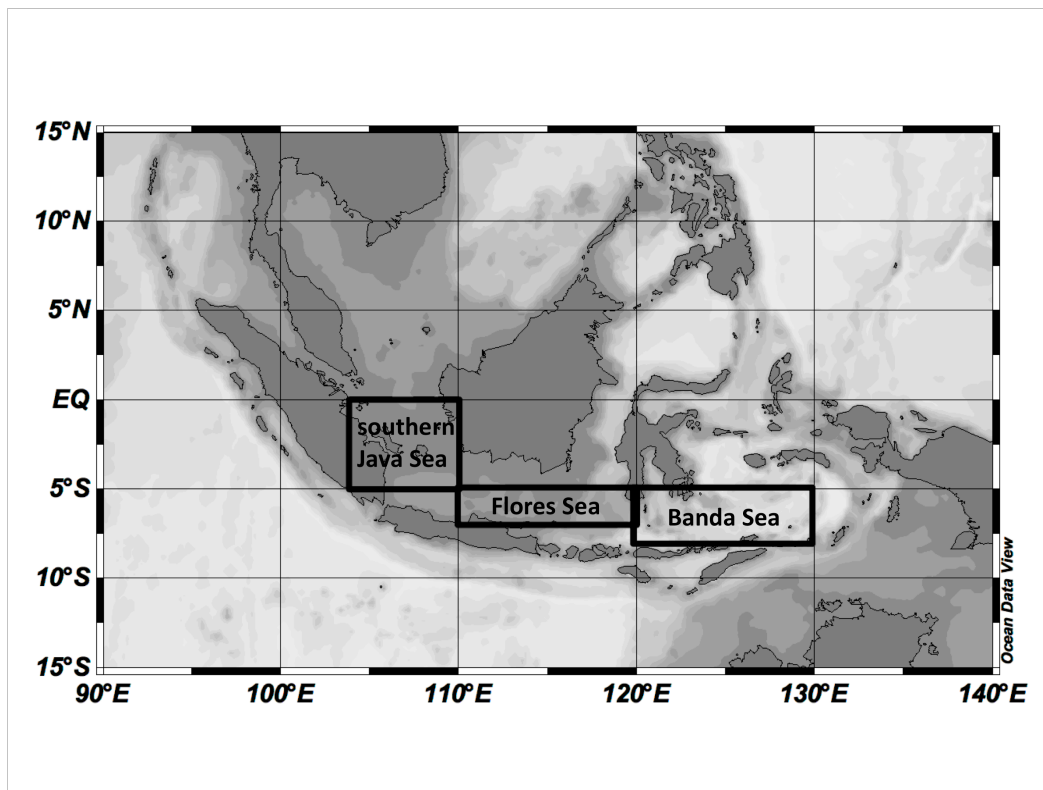 15°N
10°N
5°N
EQ
southern
Java Sea
5°S
Flores Sea
Banda Sea
10°S
15°S
90°E 100°E 110°E 120°E 130°E 140°E
Ocean Data View